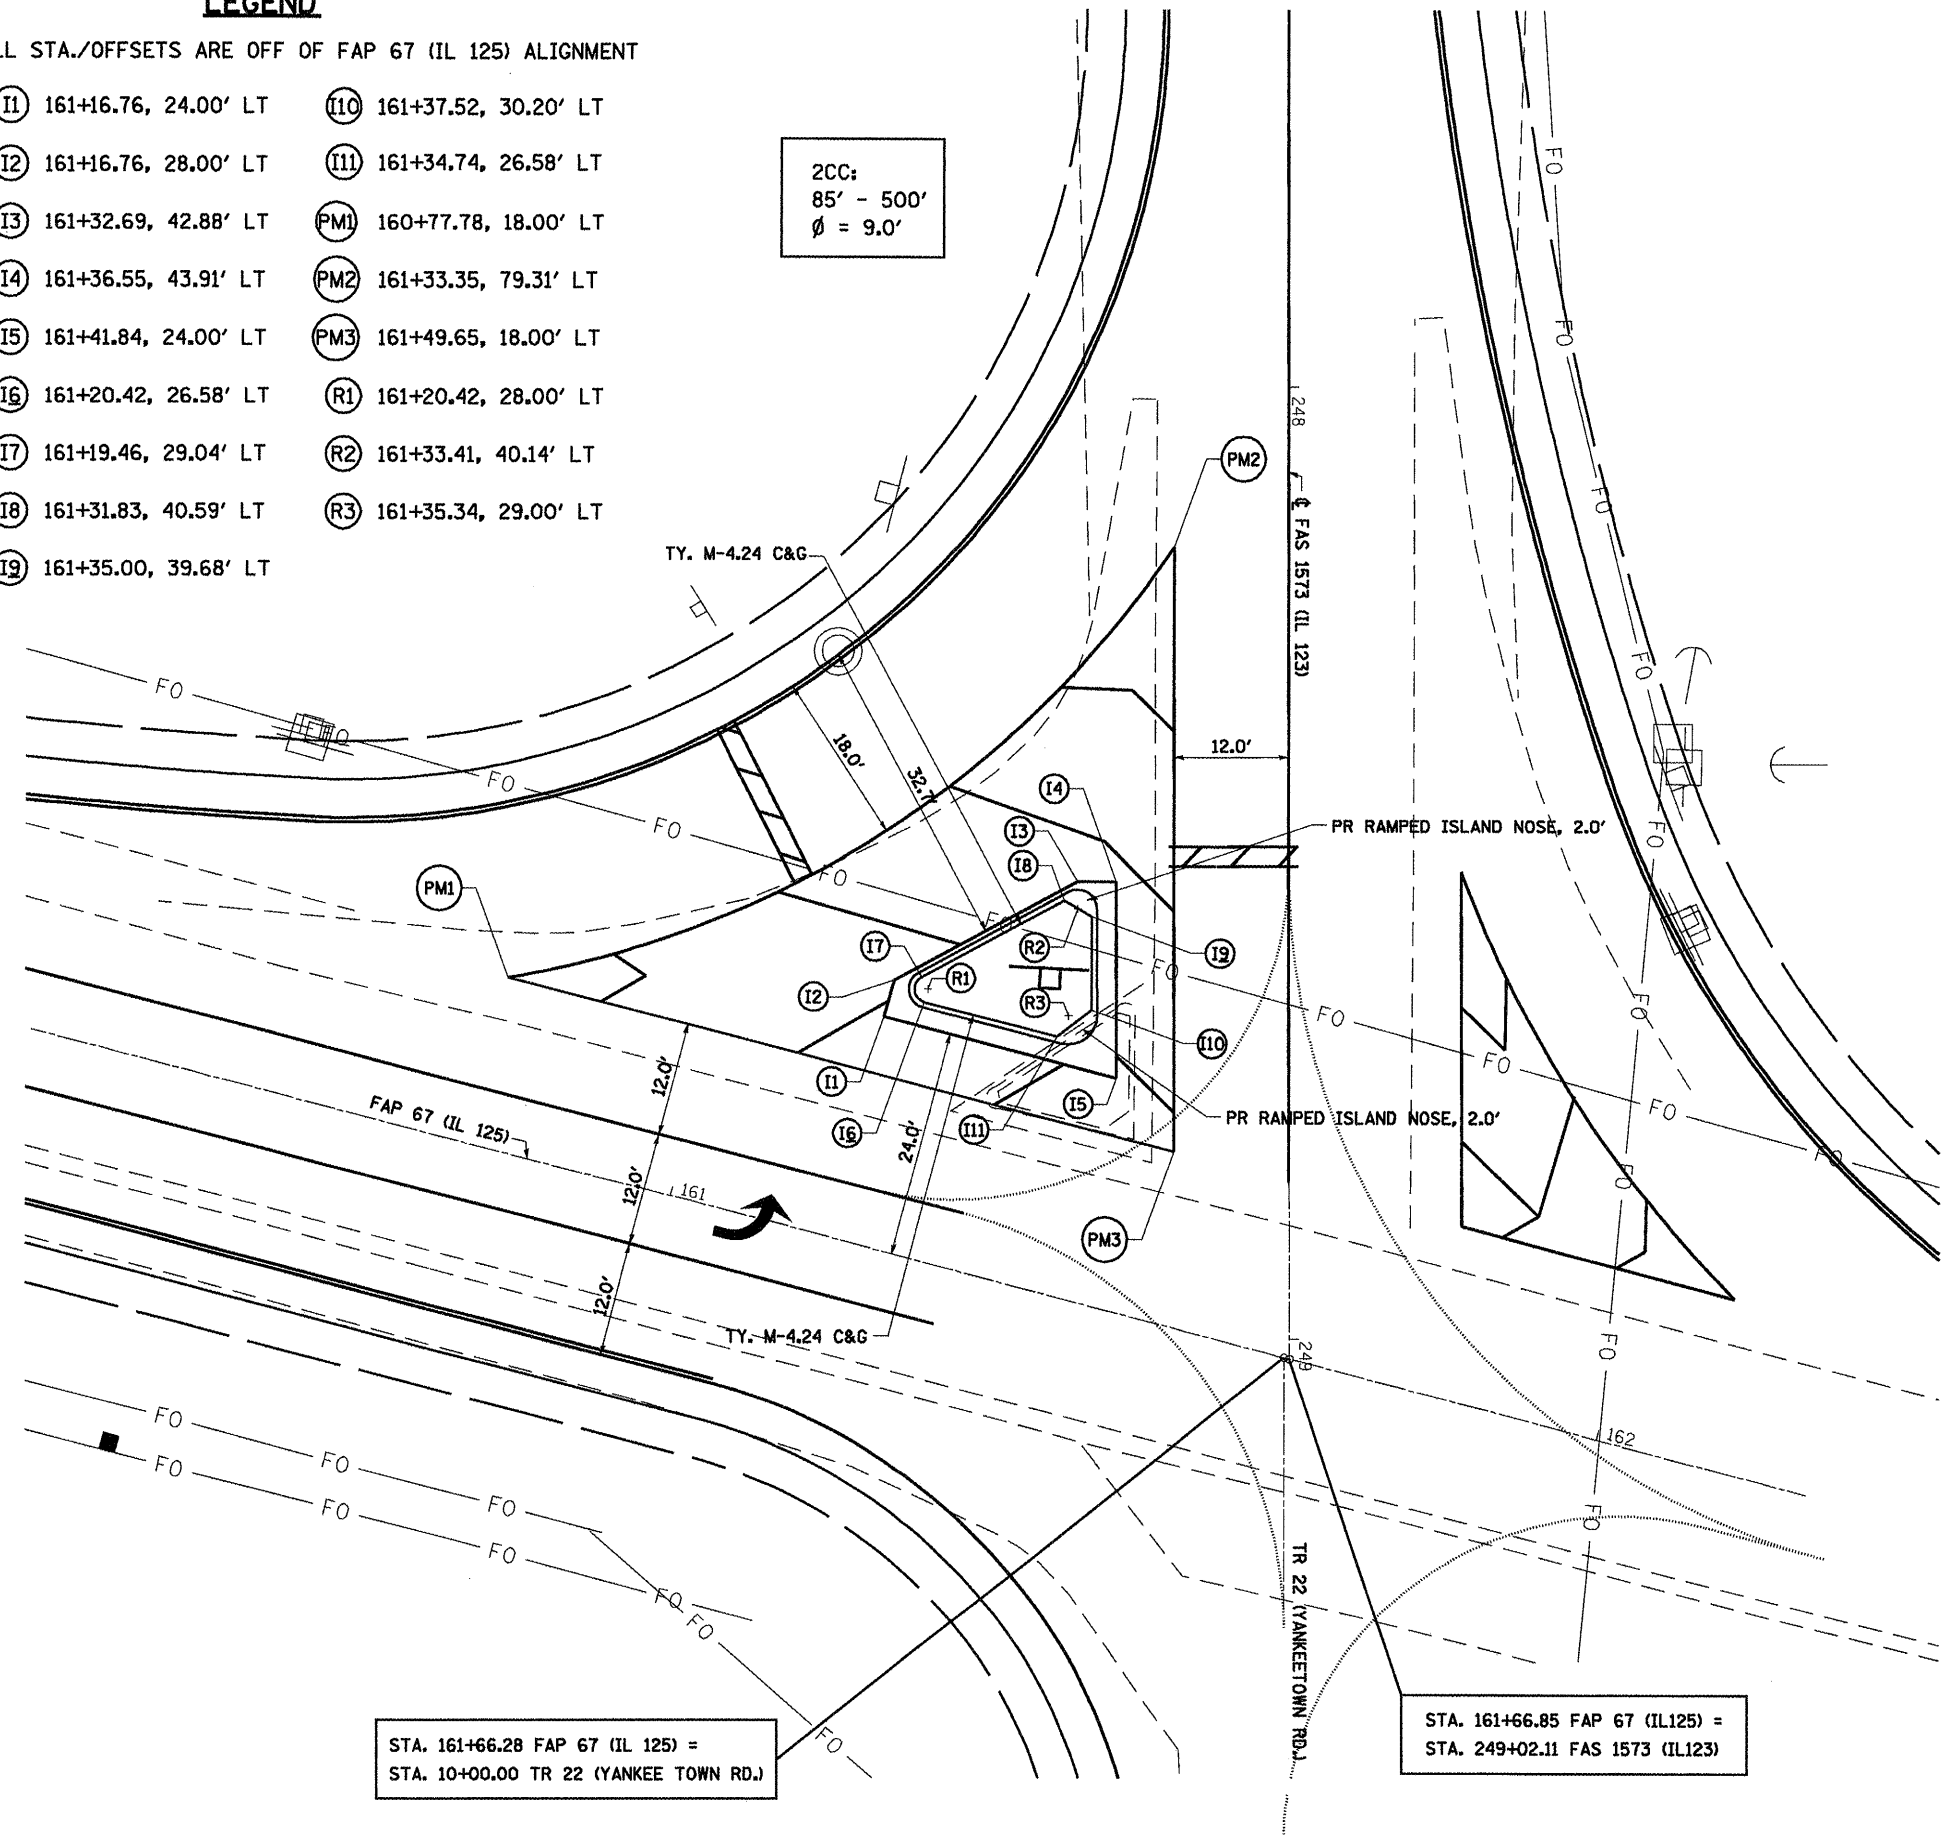 LEGEND
LL STA./OFFSETS ARE OFF OF FAP 67 (IL 125) ALIGNMENT
I1 161+16.76, 24.00' LT
I2 161+16.76, 28.00' LT
I3 161+32.69, 42.88' LT
I4 161+36.55, 43.91' LT
I5 161+41.84, 24.00' LT
I6 161+20.42, 26.58' LT
I7 161+19.46, 29.04' LT
I8 161+31.83, 40.59' LT
I9 161+35.00, 39.68' LT
I10 161+37.52, 30.20' LT
I11 161+34.74, 26.58' LT
PM1 160+77.78, 18.00' LT
PM2 161+33.35, 79.31' LT
PM3 161+49.65, 18.00' LT
R1 161+20.42, 28.00' LT
R2 161+33.41, 40.14' LT
R3 161+35.34, 29.00' LT
2CC:
85' - 500'
Ø = 9.0'
FO
248
PM2
FO
℄ FAS 1573 (IL 123)
FO
TY. M-4.24 C&G
FO
FO
FO
FO
18.0'
32.7'
12.0'
I4
FO
I3
PR RAMPED ISLAND NOSE, 2.0'
FO
I8
PM1
FO
FO
I7
R2
I9
R1
FO
I2
R3
FO
FO
I10
FO
12.0'
I1
I5
FO
FAP 67 (IL 125)
I6
I11
24.0'
PR RAMPED ISLAND NOSE, 2.0'
FO
FO
12.0'
161
PM3
12.0'
TY. M-4.24 C&G
249
FO
FO
162
FO
FO
FO
FO
FO
FO
FO
FO
TR 22 (YANKEETOWN RD.)
FO
STA. 161+66.28 FAP 67 (IL 125) =
STA. 10+00.00 TR 22 (YANKEE TOWN RD.)
STA. 161+66.85 FAP 67 (IL125) =
STA. 249+02.11 FAS 1573 (IL123)